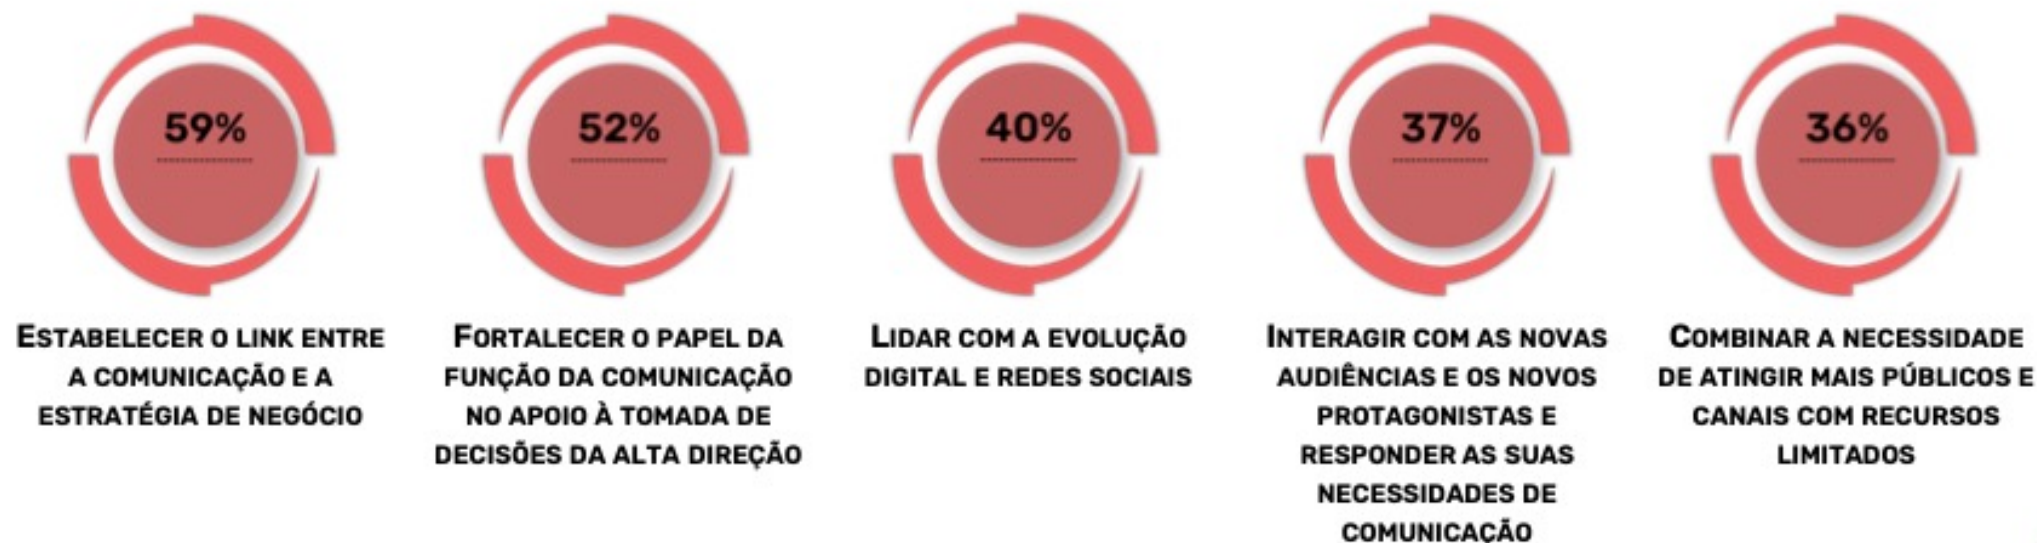 59%
ESTABELECER O LINK ENTRE
A COMUNICAÇÃO E A
ESTRATÉGIA DE NEGÓCIO
52%
FORTALECER O PAPEL DA
FUNÇÃO DA COMUNICAÇÃO
NO APOIO À TOMADA DE
DECISÕES DA ALTA DIREÇÃO
40%
LIDAR COM A EVOLUÇÃO
DIGITAL E REDES SOCIAIS
37%
INTERAGIR COM AS NOVAS
AUDIÊNCIAS E OS NOVOS
PROTAGONISTAS E
RESPONDER AS SUAS
NECESSIDADES DE
COMUNICAÇÃO
36%
COMBINAR A NECESSIDADE
DE ATINGIR MAIS PÚBLICOS E
CANAIS COM RECURSOS
LIMITADOS